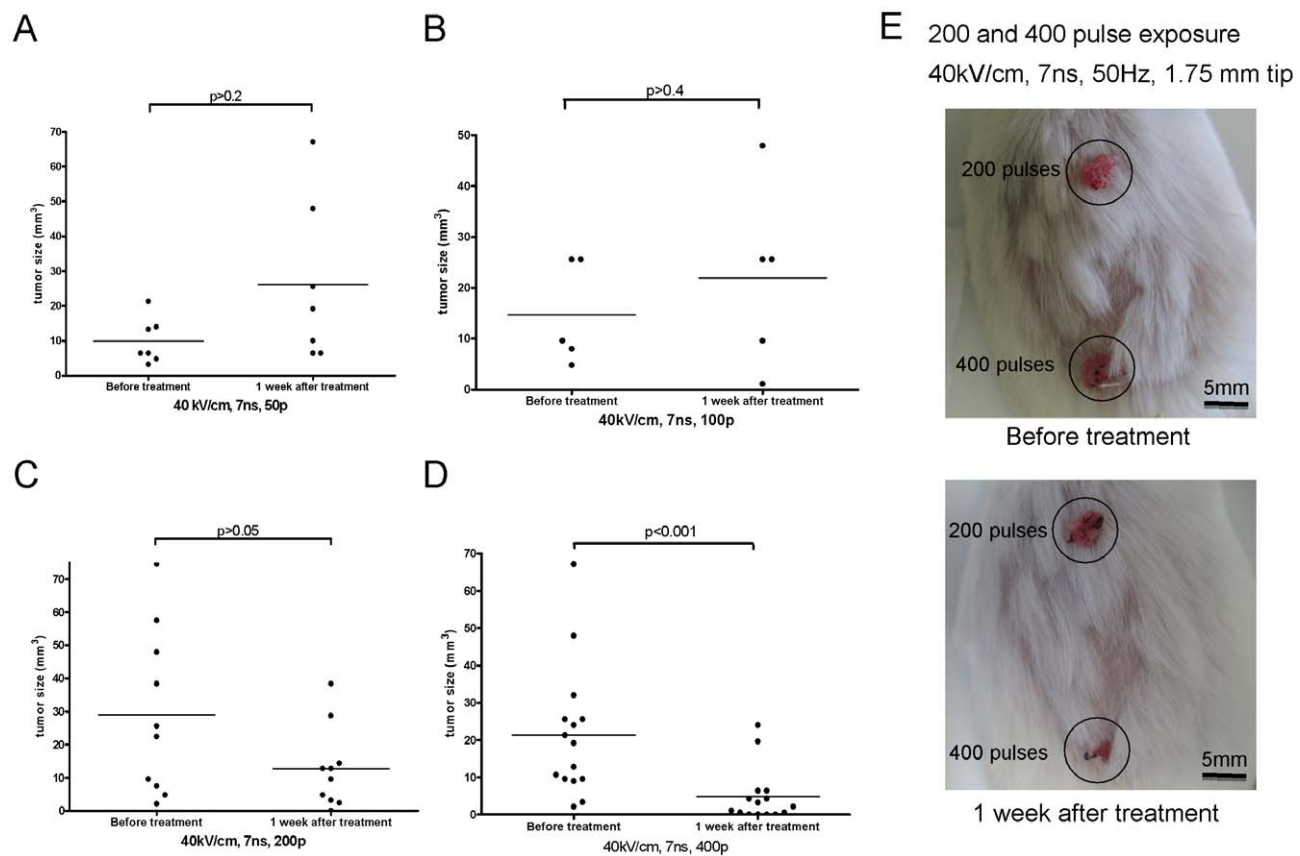 A
p>0.2
tumor size (mm³)
70
60
50
40
30
20
10
0
Before treatment 1 week after treatment
40 kV/cm, 7ns, 50p
B
p>0.4
tumor size (mm³)
50
40
30
20
10
0
Before treatment 1 week after treatment
40kV/cm, 7ns, 100p
C
p>0.05
tumor size (mm³)
70
60
50
40
30
20
10
0
Before treatment 1 week after treatment
40kV/cm, 7ns, 200p
D
p<0.001
tumor size (mm³)
70
60
50
40
30
20
10
0
Before treatment 1 week after treatment
40kV/cm, 7ns, 400p
E 200 and 400 pulse exposure
40kV/cm, 7ns, 50Hz, 1.75 mm tip
200 pulses
400 pulses
5mm
Before treatment
200 pulses
400 pulses
5mm
1 week after treatment